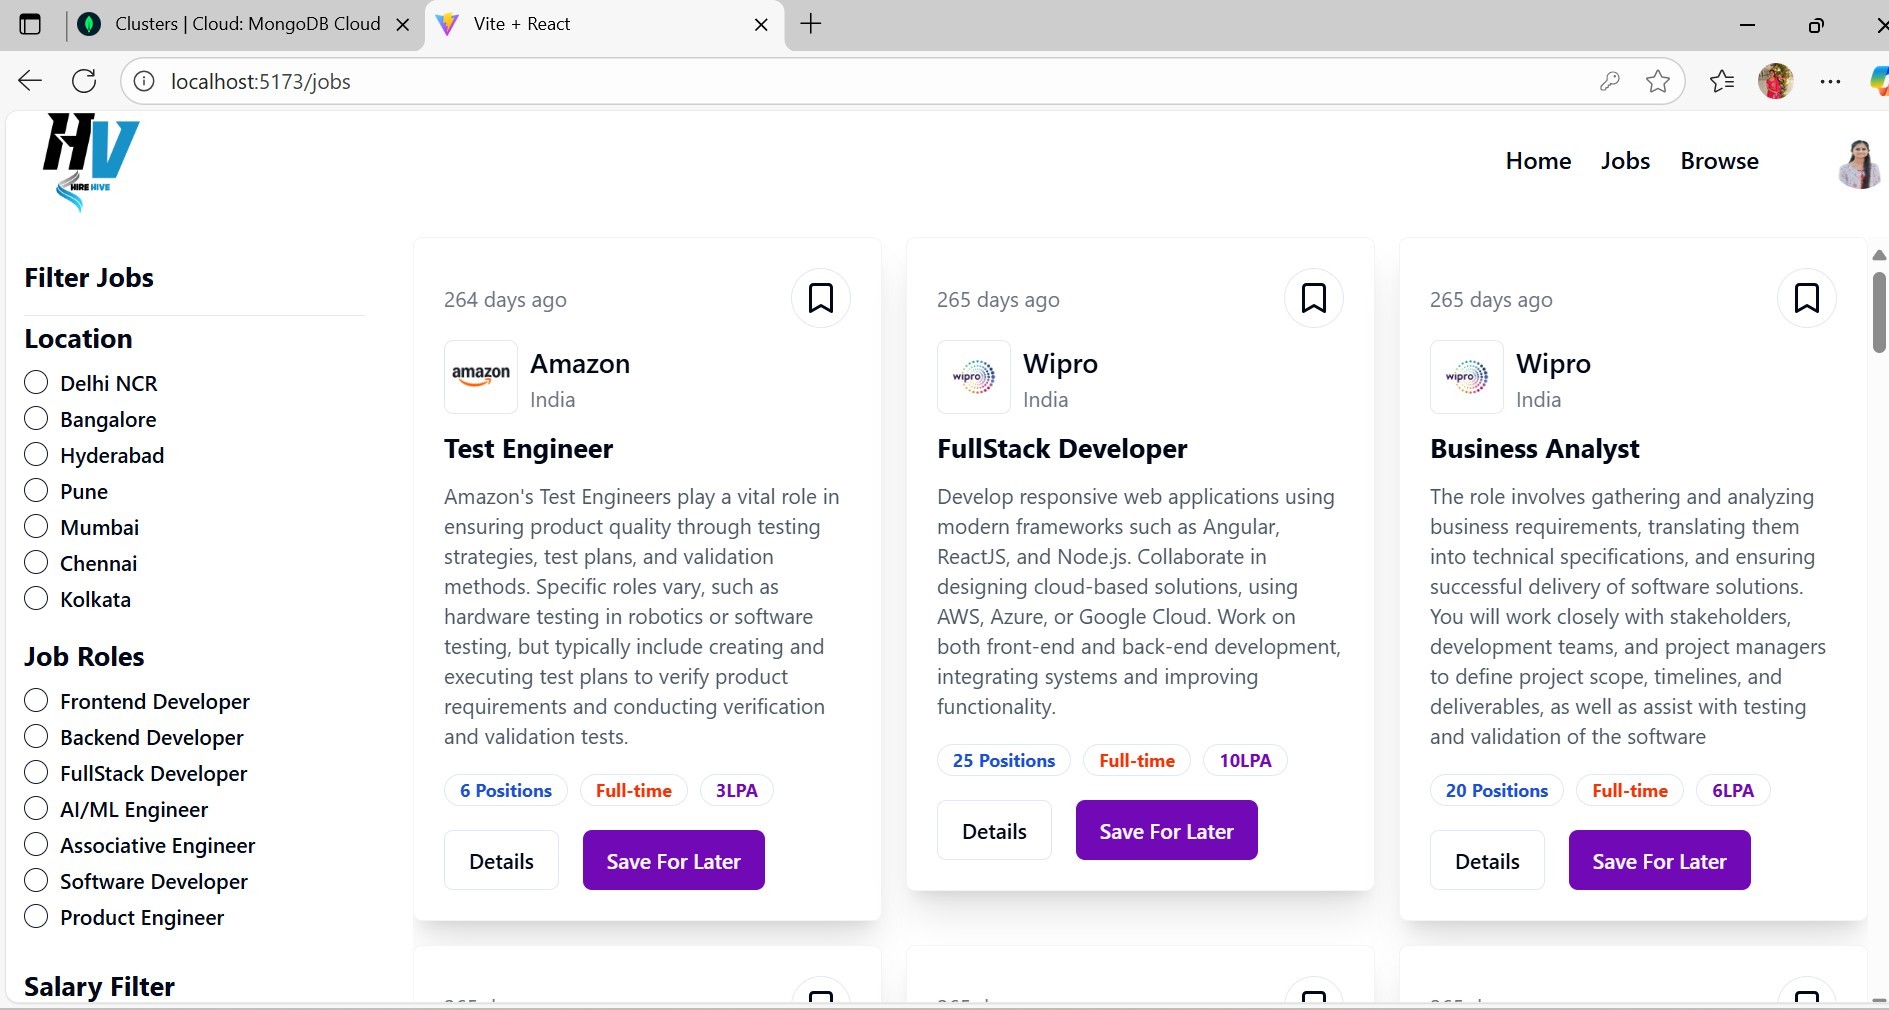 Clusters | Cloud: MongoDB Cloud
Vite + React
localhost:5173/jobs
HV
HIRE HIVE
Home
Jobs
Browse
Filter Jobs
Location
Delhi NCR
Bangalore
Hyderabad
Pune
Mumbai
Chennai
Kolkata
Job Roles
Frontend Developer
Backend Developer
FullStack Developer
AI/ML Engineer
Associative Engineer
Software Developer
Product Engineer
Salary Filter
264 days ago
amazon
Amazon
India
Test Engineer
Amazon's Test Engineers play a vital role in
ensuring product quality through testing
strategies, test plans, and validation
methods. Specific roles vary, such as
hardware testing in robotics or software
testing, but typically include creating and
executing test plans to verify product
requirements and conducting verification
and validation tests.
6 Positions
Full-time
3LPA
Details
Save For Later
265 days ago
wipro
Wipro
India
FullStack Developer
Develop responsive web applications using
modern frameworks such as Angular,
ReactJS, and Node.js. Collaborate in
designing cloud-based solutions, using
AWS, Azure, or Google Cloud. Work on
both front-end and back-end development,
integrating systems and improving
functionality.
25 Positions
Full-time
10LPA
Details
Save For Later
265 days ago
wipro
Wipro
India
Business Analyst
The role involves gathering and analyzing
business requirements, translating them
into technical specifications, and ensuring
successful delivery of software solutions.
You will work closely with stakeholders,
development teams, and project managers
to define project scope, timelines, and
deliverables, as well as assist with testing
and validation of the software
20 Positions
Full-time
6LPA
Details
Save For Later